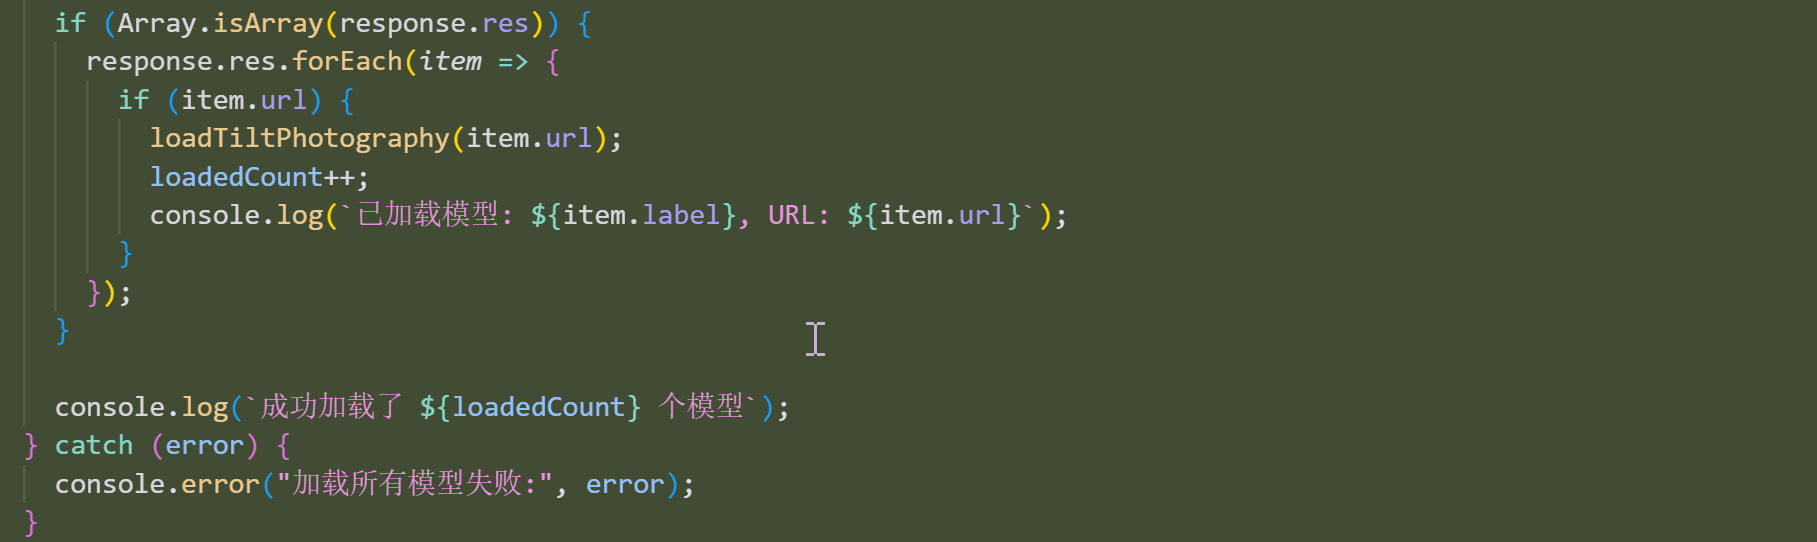 if (Array.isArray(response.res)) {
response.res.forEach(item => {
if (item.url) {
loadTiltPhotography(item.url);
loadedCount++;
console.log(`已加载模型: ${item.label}, URL: ${item.url}`);
}
});
}
console.log(`成功加载了 ${loadedCount} 个模型`);
} catch (error) {
console.error("加载所有模型失败:", error);
}